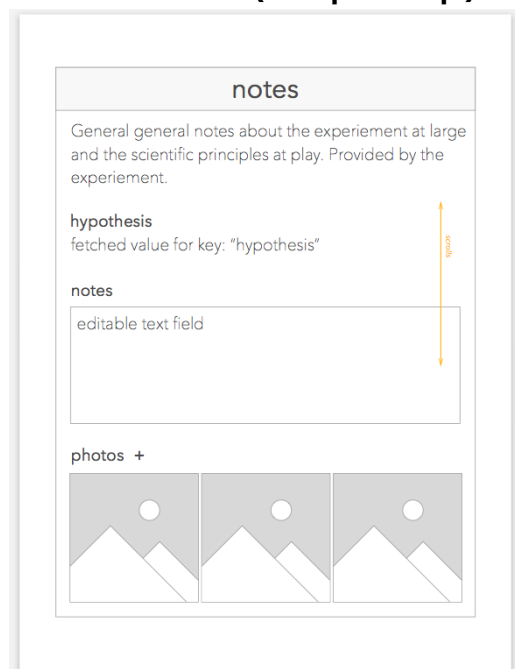 notes
General general notes about the experiement at large
and the scientific principles at play. Provided by the
experiement.
hypothesis
fetched value for key: “hypothesis”
scrolls
notes
editable text field
photos +